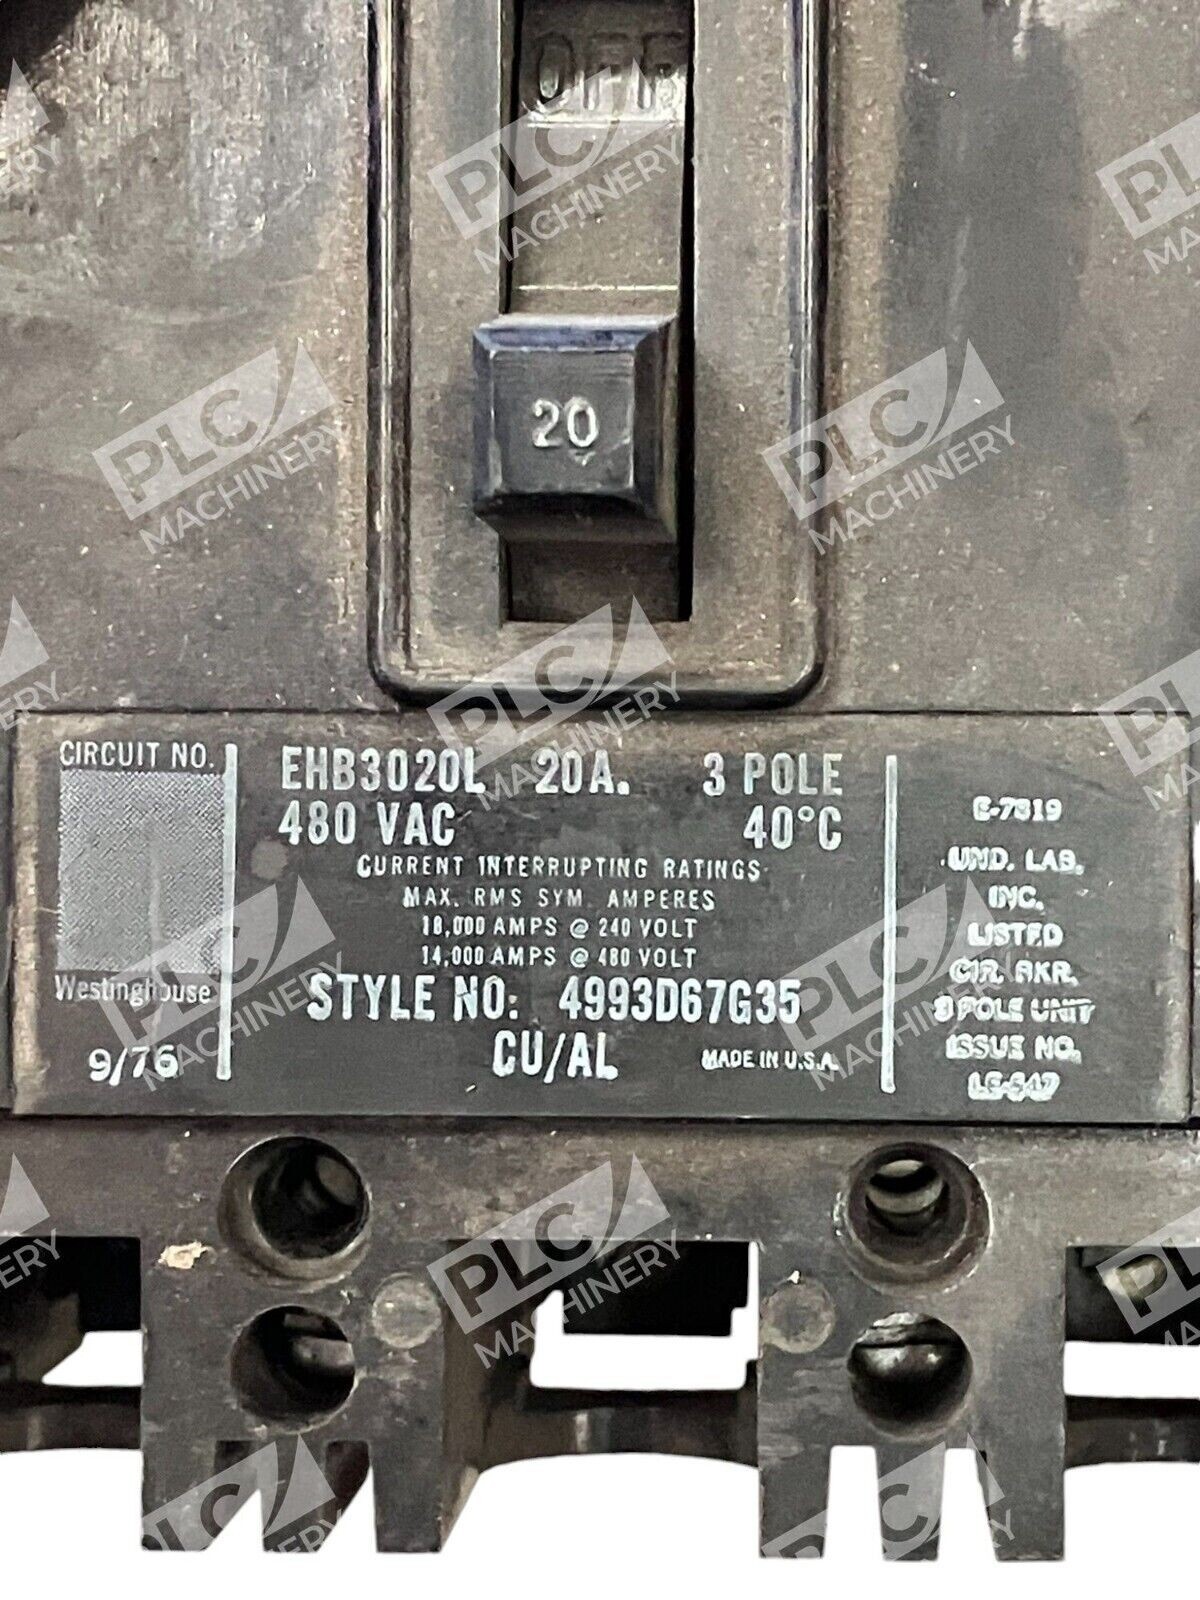 OFF
20
CIRCUIT NO.
EHB3020L 20A. 3 POLE
480 VAC 40°C
CURRENT INTERRUPTING RATINGS
MAX. RMS SYM. AMPERES
18,000 AMPS @ 240 VOLT
14,000 AMPS @ 480 VOLT
STYLE NO: 4993D67G35
CU/AL MADE IN U.S.A.
Westinghouse
9/76
E-7819
UND. LAB.
INC.
LISTED
CIR. BKR.
3 POLE UNIT
ISSUE NO.
PLC
MACHINERY